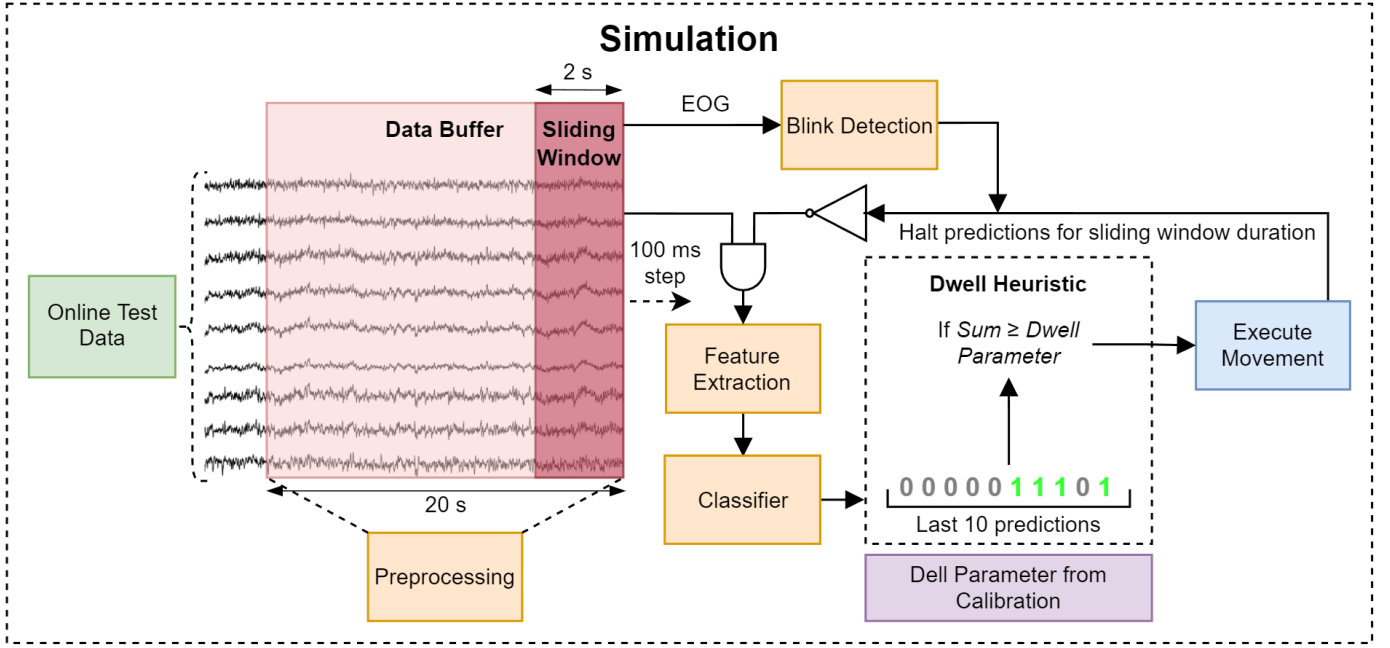 Simulation
2 s
Data Buffer
Sliding
Window
EOG
Blink Detection
Halt predictions for sliding window duration
100 ms
step
Online Test
Data
Feature
Extraction
Dwell Heuristic
If Sum ≥ Dwell
Parameter
Execute
Movement
Classifier
0 0 0 0 0 1 1 1 0 1
Last 10 predictions
20 s
Preprocessing
Dell Parameter from
Calibration